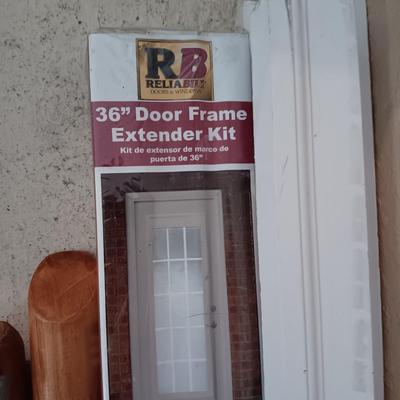 RB
RELIABILT
DOORS & WINDOWS
36” Door Frame
Extender Kit
Kit de extensor de marco de
puerta de 36”